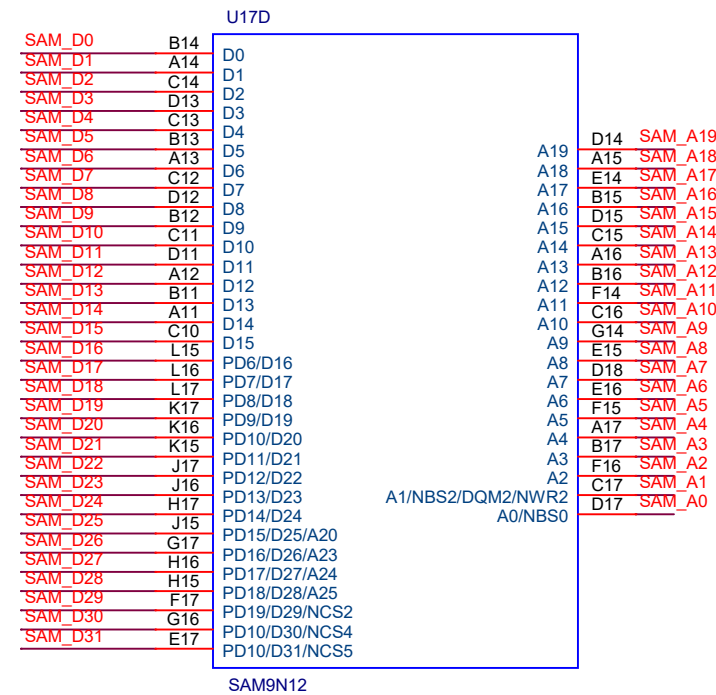 U17D
SAM_D0 B14 D0
SAM_D1 A14 D1
SAM_D2 C14 D2
SAM_D3 D13 D3
SAM_D4 C13 D4
SAM_D5 B13 D5
SAM_D6 A13 D6
SAM_D7 C12 D7
SAM_D8 D12 D8
SAM_D9 B12 D9
SAM_D10 C11 D10
SAM_D11 D11 D11
SAM_D12 A12 D12
SAM_D13 B11 D13
SAM_D14 A11 D14
SAM_D15 C10 D15
SAM_D16 L15 PD6/D16
SAM_D17 L16 PD7/D17
SAM_D18 L17 PD8/D18
SAM_D19 K17 PD9/D19
SAM_D20 K16 PD10/D20
SAM_D21 K15 PD11/D21
SAM_D22 J17 PD12/D22
SAM_D23 J16 PD13/D23
SAM_D24 H17 PD14/D24
SAM_D25 J15 PD15/D25/A20
SAM_D26 G17 PD16/D26/A23
SAM_D27 H16 PD17/D27/A24
SAM_D28 H15 PD18/D28/A25
SAM_D29 F17 PD19/D29/NCS2
SAM_D30 G16 PD10/D30/NCS4
SAM_D31 E17 PD10/D31/NCS5
A19 D14 SAM_A19
A18 A15 SAM_A18
A17 E14 SAM_A17
A16 B15 SAM_A16
A15 D15 SAM_A15
A14 C15 SAM_A14
A13 A16 SAM_A13
A12 B16 SAM_A12
A11 F14 SAM_A11
A10 C16 SAM_A10
A9 G14 SAM_A9
A8 E15 SAM_A8
A7 D18 SAM_A7
A6 E16 SAM_A6
A5 F15 SAM_A5
A4 A17 SAM_A4
A3 B17 SAM_A3
A2 F16 SAM_A2
A1/NBS2/DQM2/NWR2 C17 SAM_A1
A0/NBS0 D17 SAM_A0
SAM9N12